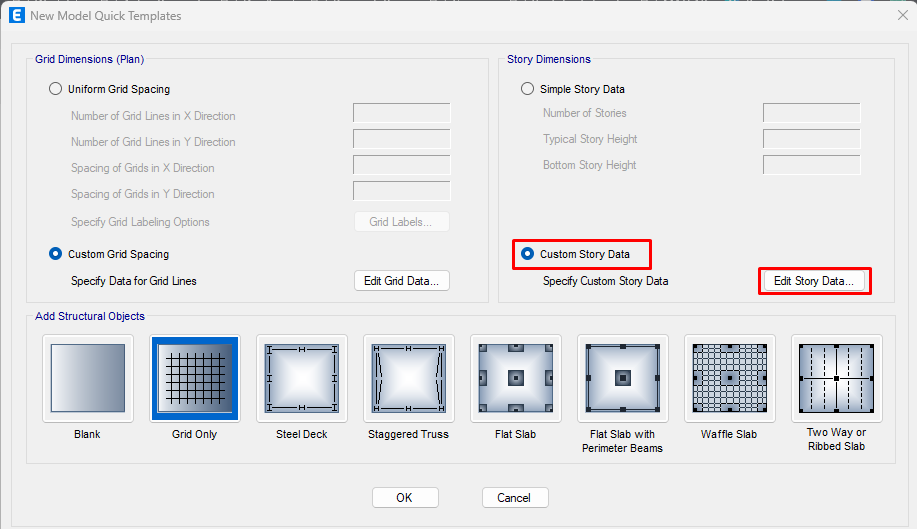 E New Model Quick Templates
Grid Dimensions (Plan)
Uniform Grid Spacing
Number of Grid Lines in X Direction
Number of Grid Lines in Y Direction
Spacing of Grids in X Direction
Spacing of Grids in Y Direction
Specify Grid Labeling Options
Grid Labels...
Custom Grid Spacing
Specify Data for Grid Lines
Edit Grid Data...
Story Dimensions
Simple Story Data
Number of Stories
Typical Story Height
Bottom Story Height
Custom Story Data
Specify Custom Story Data
Edit Story Data...
Add Structural Objects
Blank
Grid Only
Steel Deck
Staggered Truss
Flat Slab
Flat Slab with
Perimeter Beams
Waffle Slab
Two Way or
Ribbed Slab
OK
Cancel